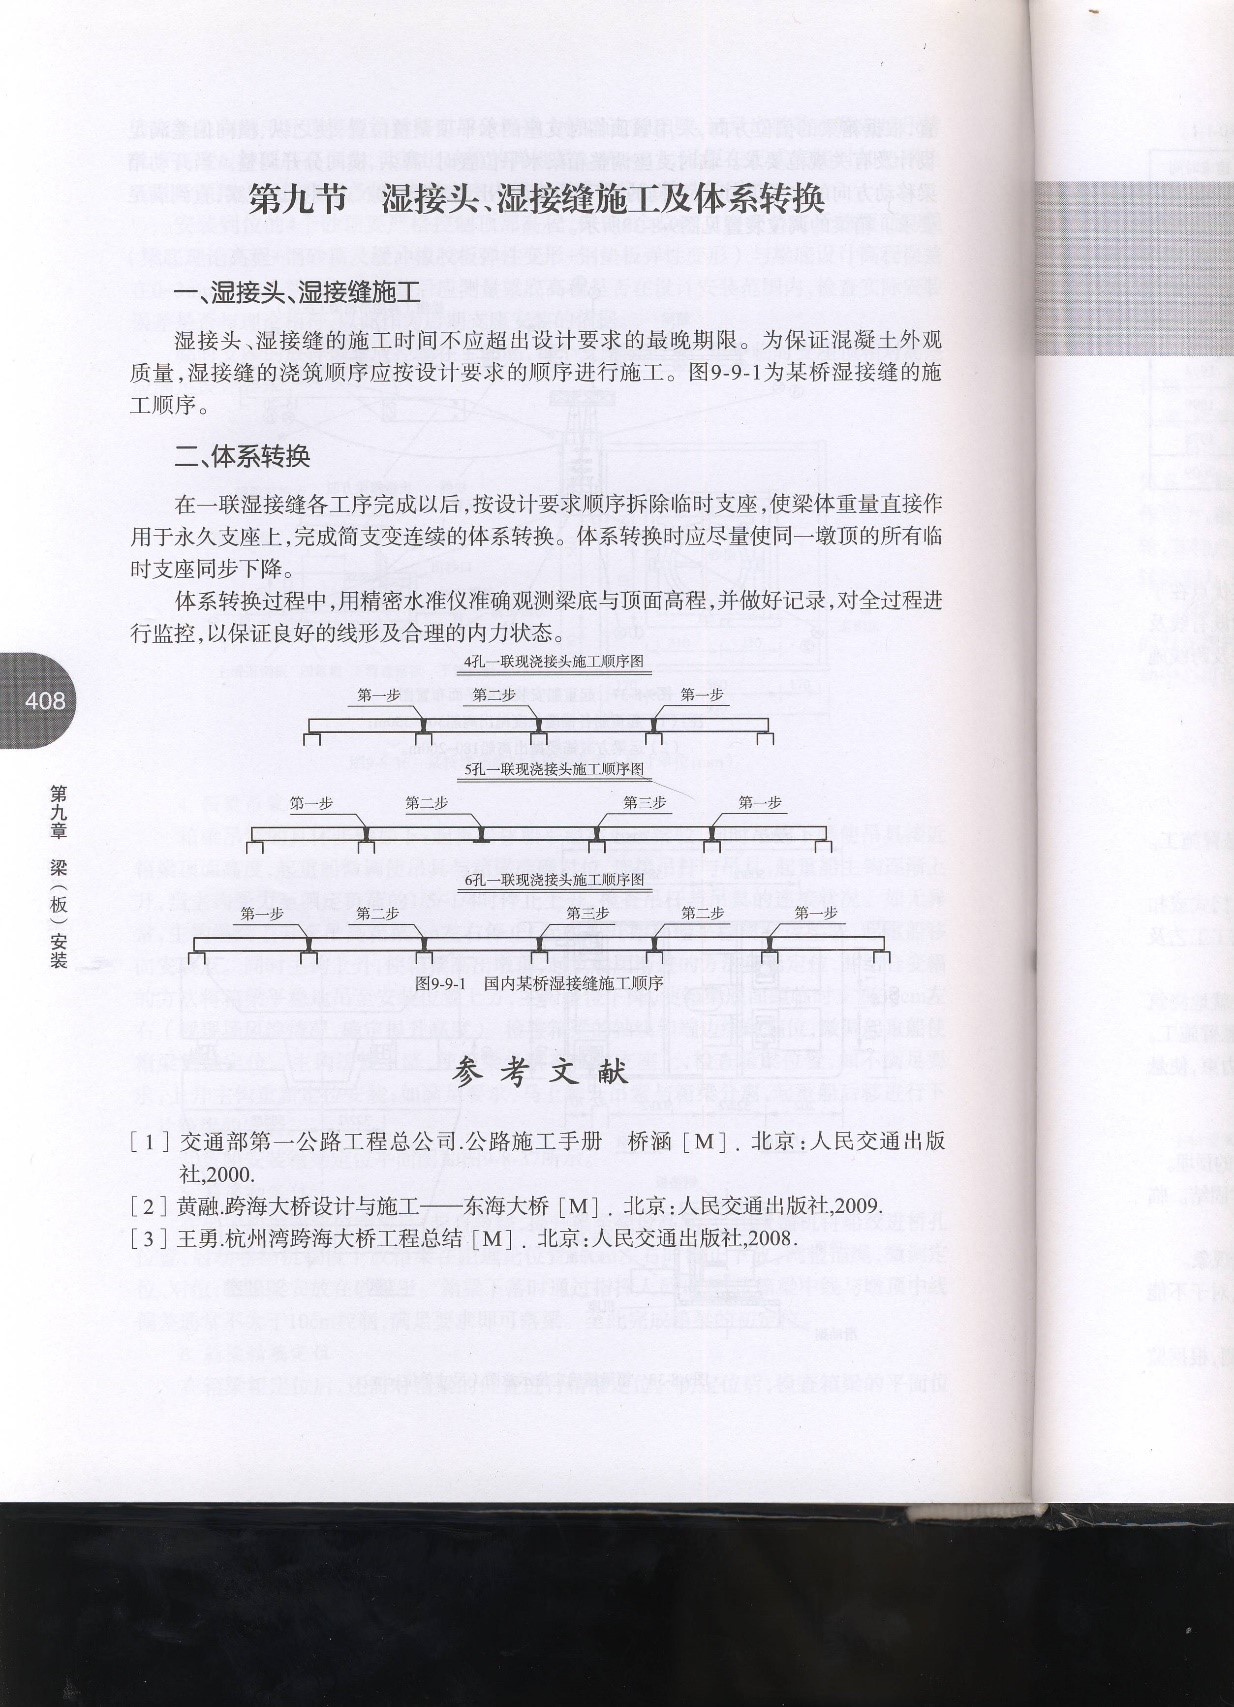 第九节 湿接头、湿接缝施工及体系转换
一、湿接头、湿接缝施工
湿接头、湿接缝的施工时间不应超出设计要求的最晚期限。为保证混凝土外观
质量,湿接缝的浇筑顺序应按设计要求的顺序进行施工。图9-9-1为某桥湿接缝的施
工顺序。
二、体系转换
在一联湿接缝各工序完成以后,按设计要求顺序拆除临时支座,使梁体重量直接作
用于永久支座上,完成简支变连续的体系转换。体系转换时应尽量使同一墩顶的所有临
时支座同步下降。
体系转换过程中,用精密水准仪准确观测梁底与顶面高程,并做好记录,对全过程进
行监控,以保证良好的线形及合理的内力状态。
4孔一联现浇接头施工顺序图
第一步 第二步 第一步
5孔一联现浇接头施工顺序图
第一步 第二步 第三步 第一步
6孔一联现浇接头施工顺序图
第一步 第二步 第三步 第二步 第一步
图9-9-1 国内某桥湿接缝施工顺序
参考文献
[1] 交通部第一公路工程总公司.公路施工手册 桥涵[M]. 北京:人民交通出版
社,2000.
[2] 黄融.跨海大桥设计与施工——东海大桥[M]. 北京:人民交通出版社,2009.
[3] 王勇.杭州湾跨海大桥工程总结[M]. 北京:人民交通出版社,2008.
408
第九章 梁(板)安装